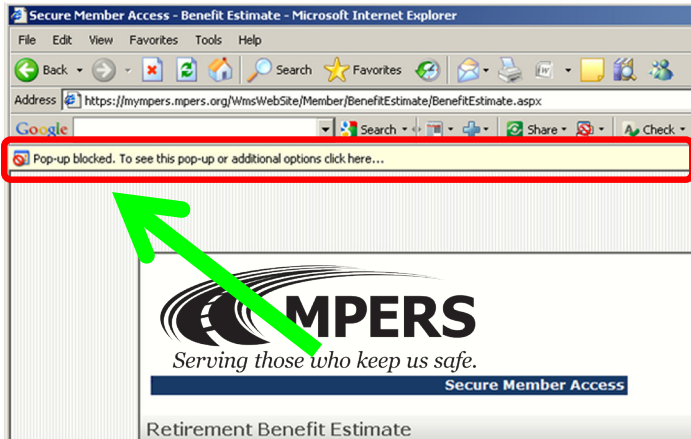 Secure Member Access - Benefit Estimate - Microsoft Internet Explorer
File Edit View Favorites Tools Help
Back Search Favorites
Address https://mympers.mpers.org/WmsWebSite/Member/BenefitEstimate/BenefitEstimate.aspx
Google Search Share Check
Pop-up blocked. To see this pop-up or additional options click here...
MPERS
Serving those who keep us safe.
Secure Member Access
Retirement Benefit Estimate